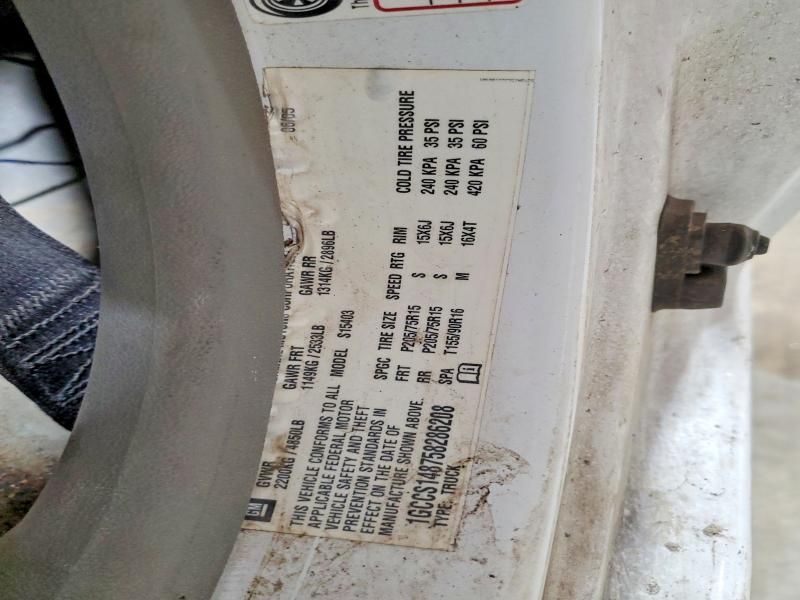 06/05
GM
GVWR GAWR FRT GAWR RR
2200KG / 4850LB 1149KG / 2533LB 1314KG / 2896LB
THIS VEHICLE CONFORMS TO ALL MODEL S15403
APPLICABLE FEDERAL MOTOR
VEHICLE SAFETY AND THEFT
PREVENTION STANDARDS IN
EFFECT ON THE DATE OF
MANUFACTURE SHOWN ABOVE.
1GCCS148758286208
TYPE: TRUCK
SPGC TIRE SIZE SPEED RTG RIM COLD TIRE PRESSURE
FRT P205/75R15 S 15X6J 240 KPA 35 PSI
RR P205/75R15 S 15X6J 240 KPA 35 PSI
SPA T155/90R16 M 16X4T 420 KPA 60 PSI